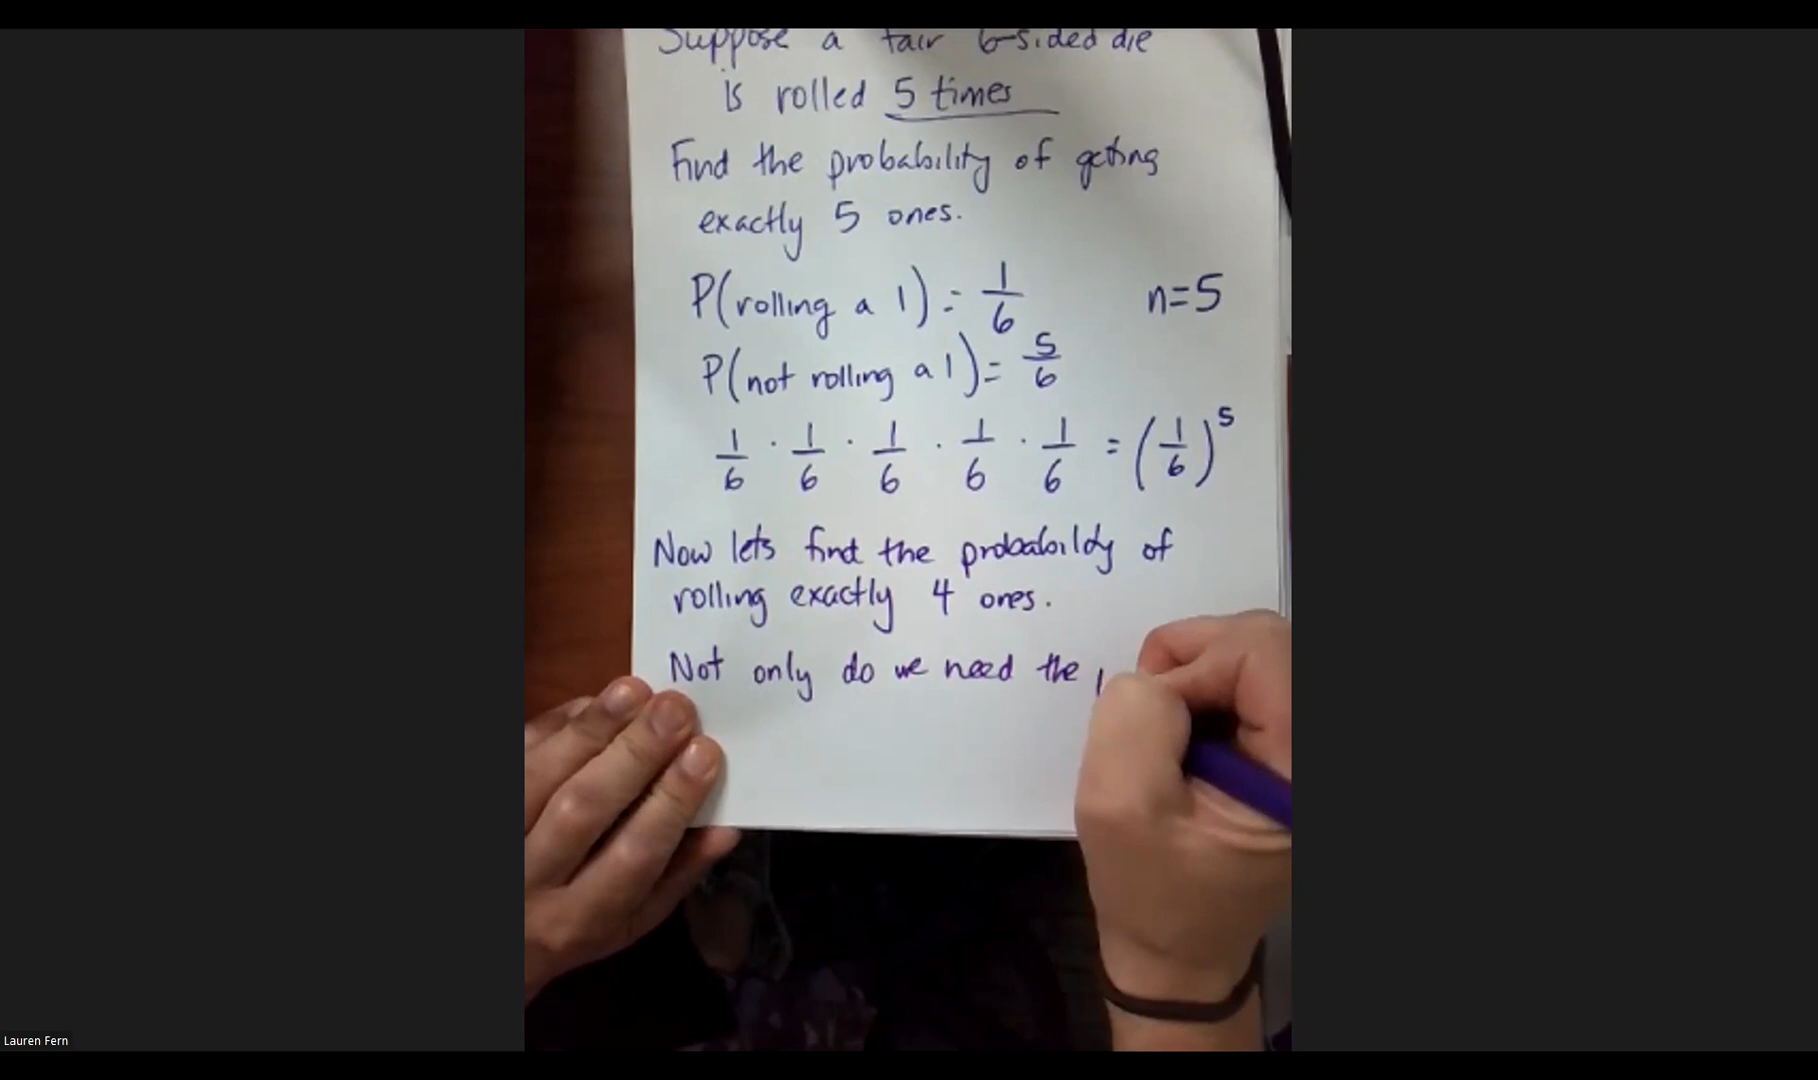 Suppose a fair 6-sided die
is rolled 5 times
Find the probability of getting
exactly 5 ones.
P(rolling a 1) = 1/6 n=5
P(not rolling a 1) = 5/6
1/6 · 1/6 · 1/6 · 1/6 · 1/6 = (1/6)^5
Now lets find the probability of
rolling exactly 4 ones.
Not only do we need the
Lauren Fern